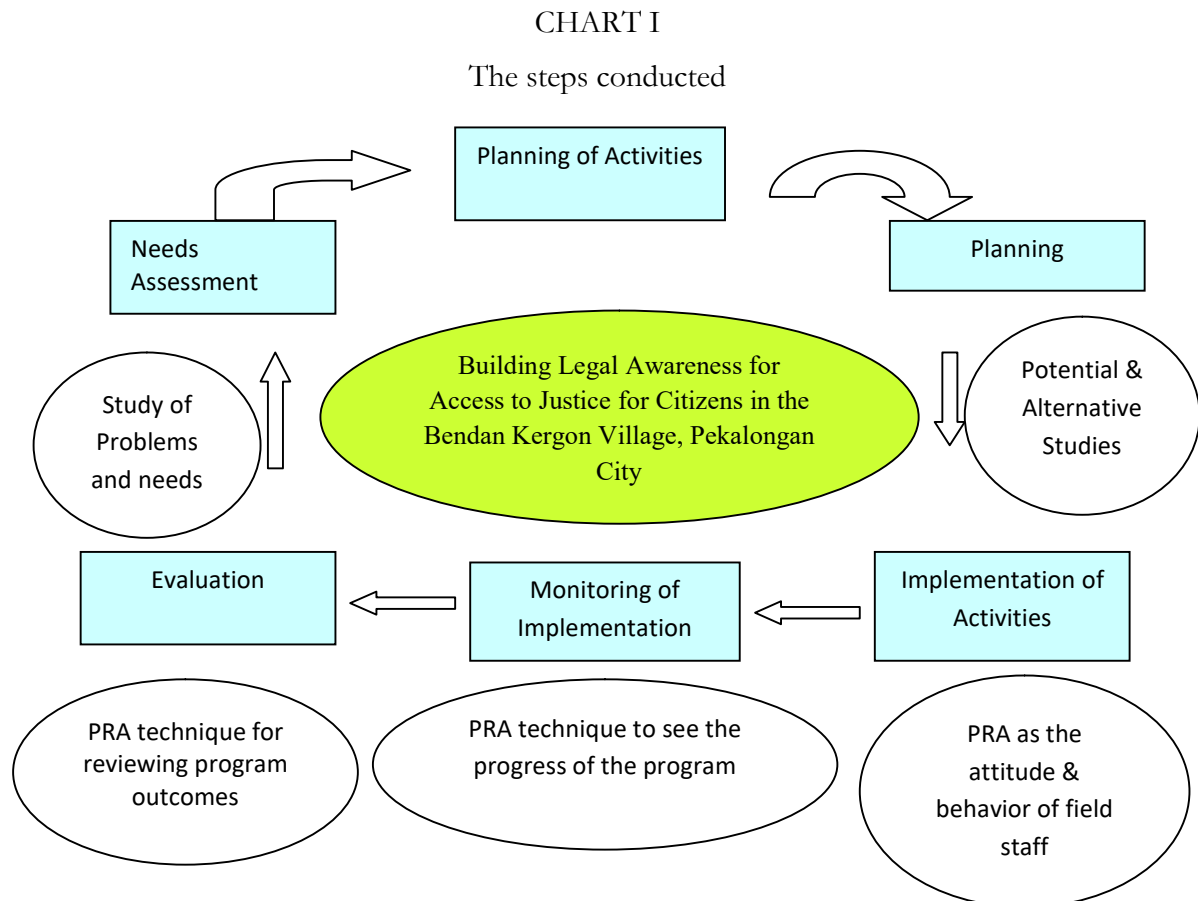 CHART I
The steps conducted
Planning of Activities
Needs
Assessment
Planning
Building Legal Awareness for
Access to Justice for Citizens in the
Bendan Kergon Village, Pekalongan
City
Study of
Problems
and needs
Potential &
Alternative
Studies
Evaluation
Monitoring of
Implementation
Implementation of
Activities
PRA technique for
reviewing program
outcomes
PRA technique to see the
progress of the program
PRA as the
attitude &
behavior of field
staff